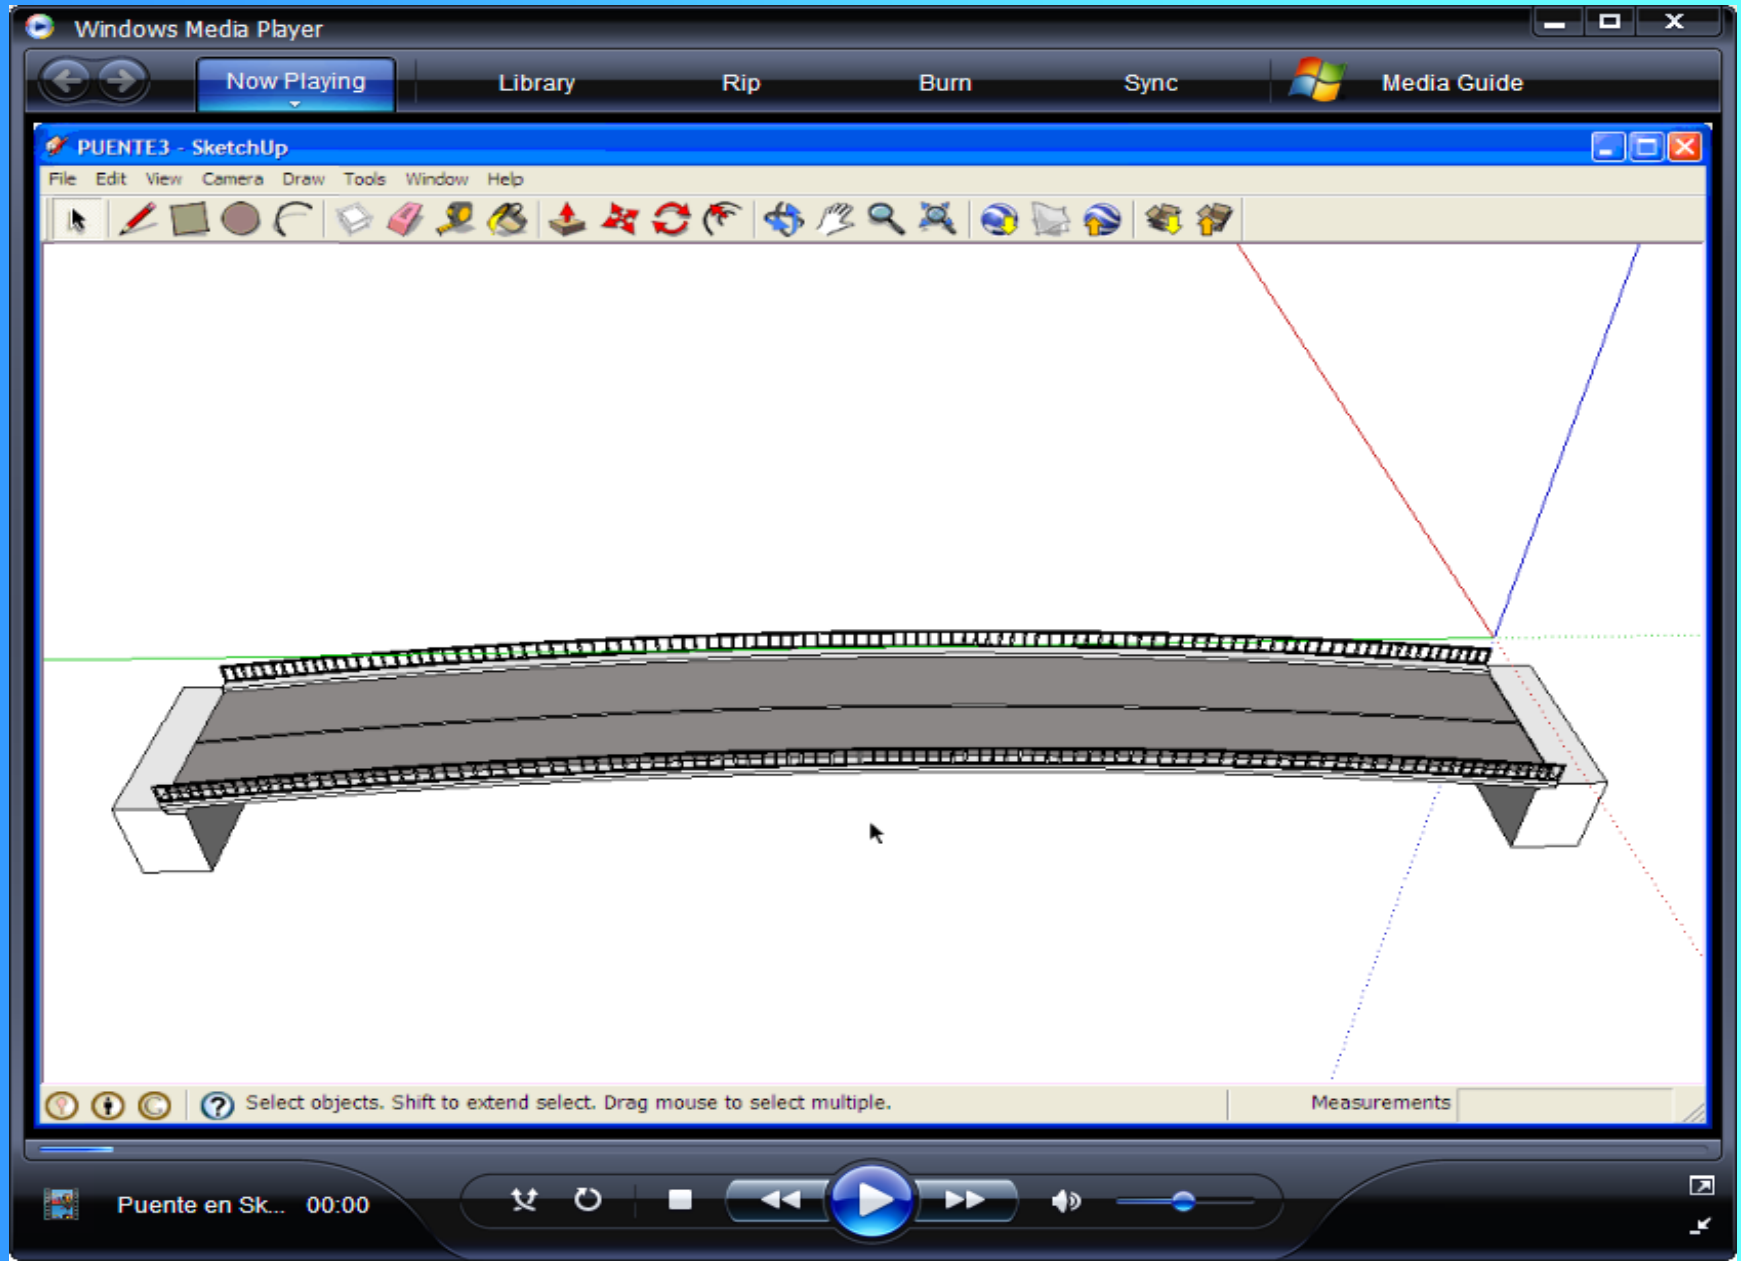 Windows Media Player
Now Playing Library Rip Burn Sync Media Guide
PUENTE3 - SketchUp
File Edit View Camera Draw Tools Window Help
Select objects. Shift to extend select. Drag mouse to select multiple. Measurements
Puente en Sk... 00:00